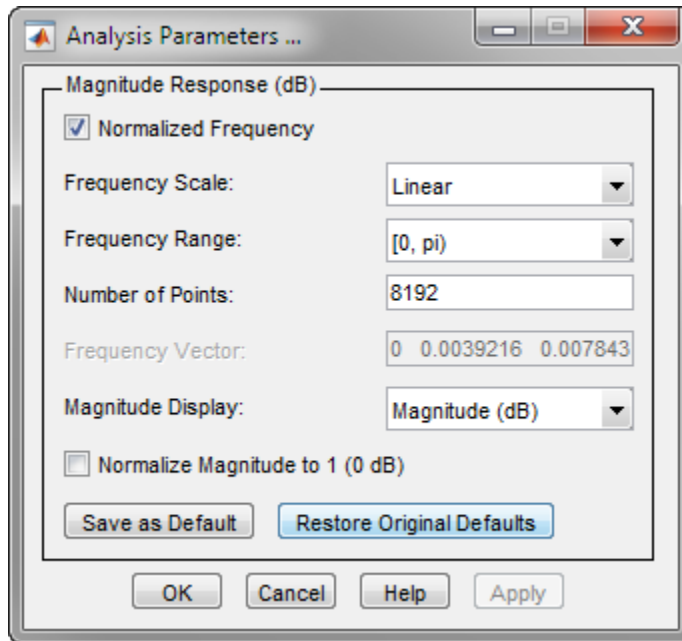 Analysis Parameters ...
Magnitude Response (dB)
Normalized Frequency
Frequency Scale: Linear
Frequency Range: [0, pi)
Number of Points: 8192
Frequency Vector: 0 0.0039216 0.007843
Magnitude Display: Magnitude (dB)
Normalize Magnitude to 1 (0 dB)
Save as Default Restore Original Defaults
OK Cancel Help Apply